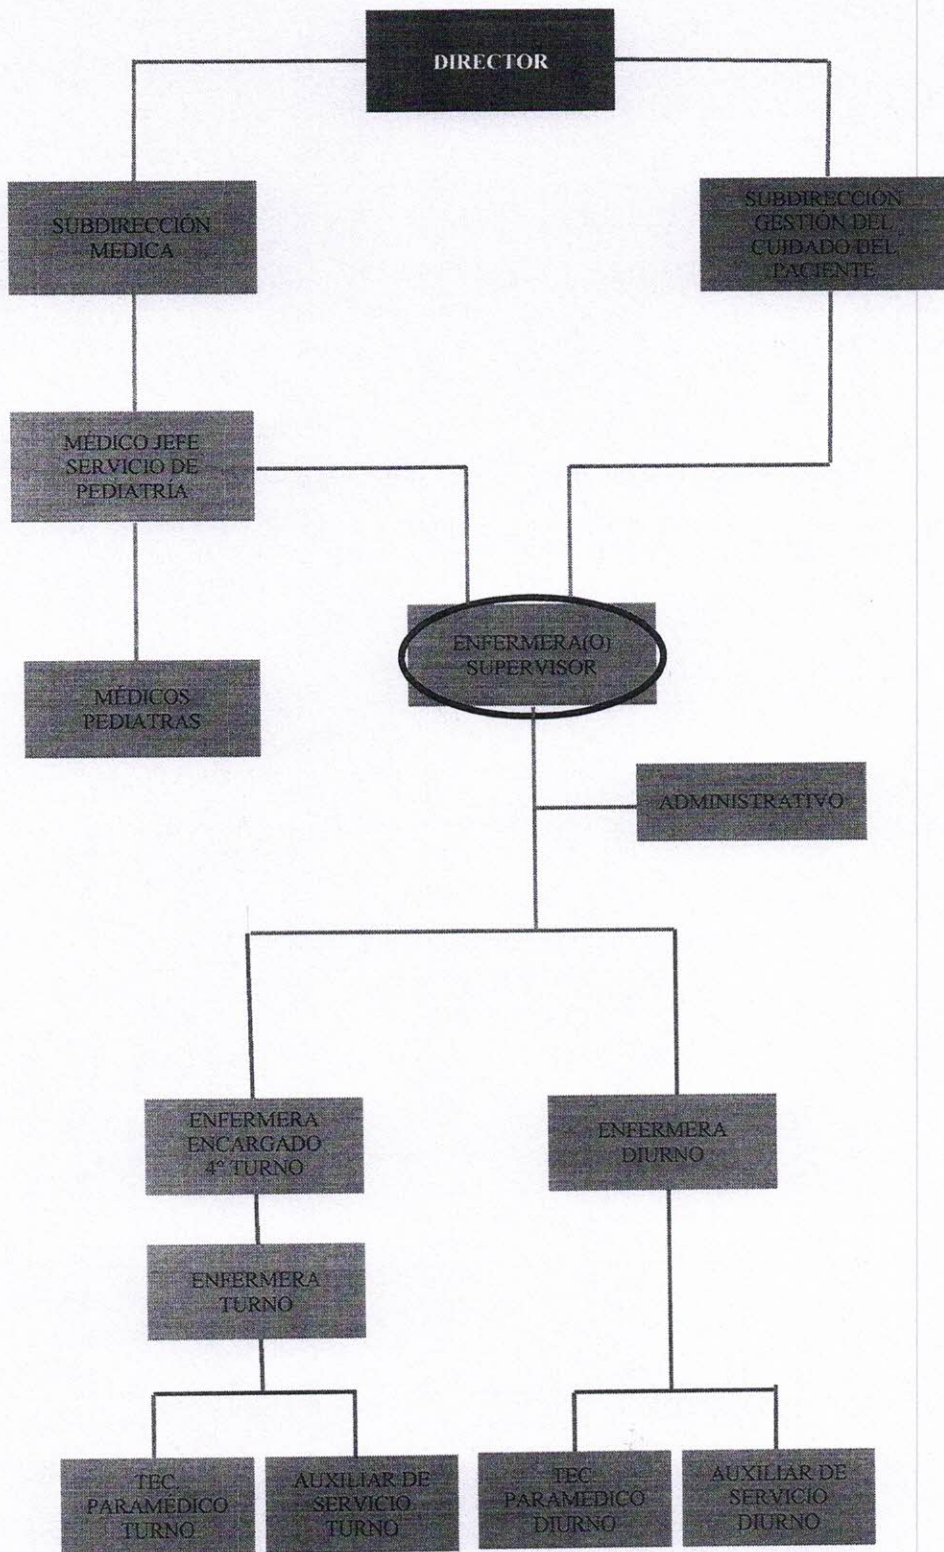 DIRECTOR
SUBDIRECCIÓN
MEDICA
SUBDIRECCIÓN
GESTIÓN DEL
CUIDADO DEL
PACIENTE
MÉDICO JEFE
SERVICIO DE
PEDIATRÍA
ENFERMERA(O)
SUPERVISOR
MÉDICOS
PEDIATRAS
ADMINISTRATIVO
ENFERMERA
ENCARGADO
4º TURNO
ENFERMERA
DIURNO
ENFERMERA
TURNO
TEC.
PARAMEDICO
TURNO
AUXILIAR DE
SERVICIO
TURNO
TEC.
PARAMEDICO
DIURNO
AUXILIAR DE
SERVICIO
DIURNO